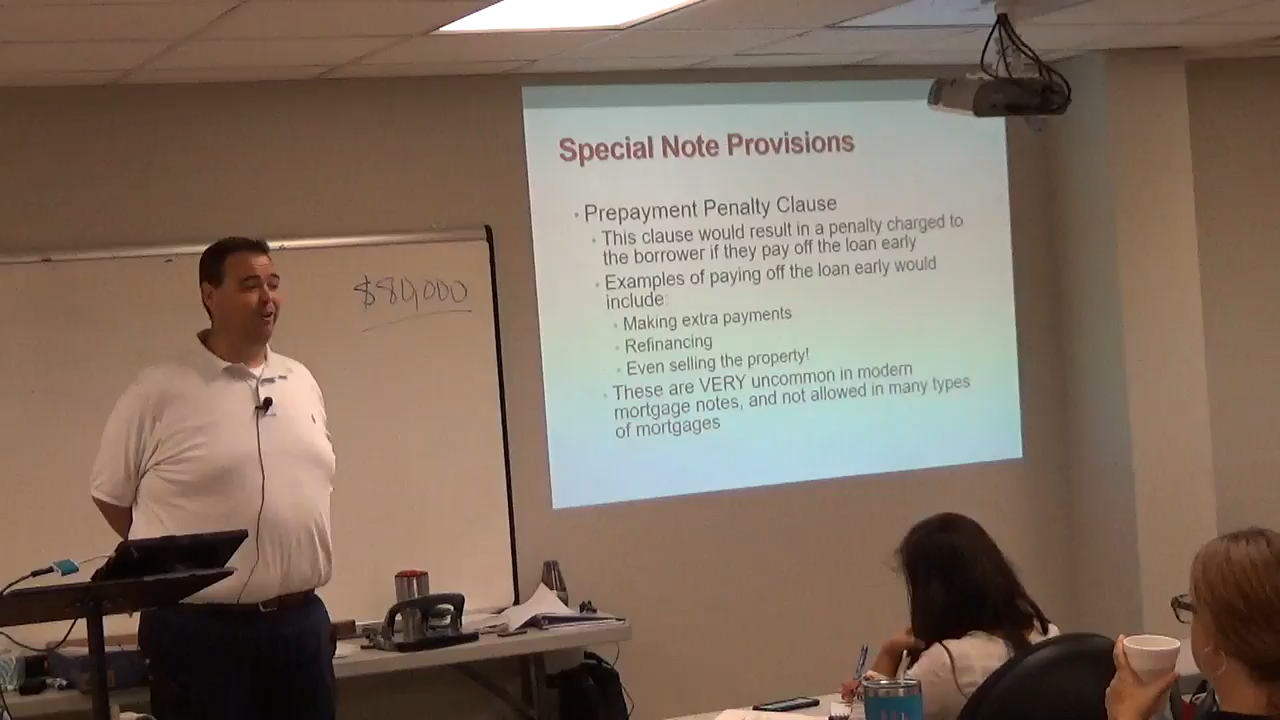 $80,000
Special Note Provisions
Prepayment Penalty Clause
This clause would result in a penalty charged to
the borrower if they pay off the loan early
Examples of paying off the loan early would
include:
Making extra payments
Refinancing
Even selling the property!
These are VERY uncommon in modern
mortgage notes, and not allowed in many types
of mortgages